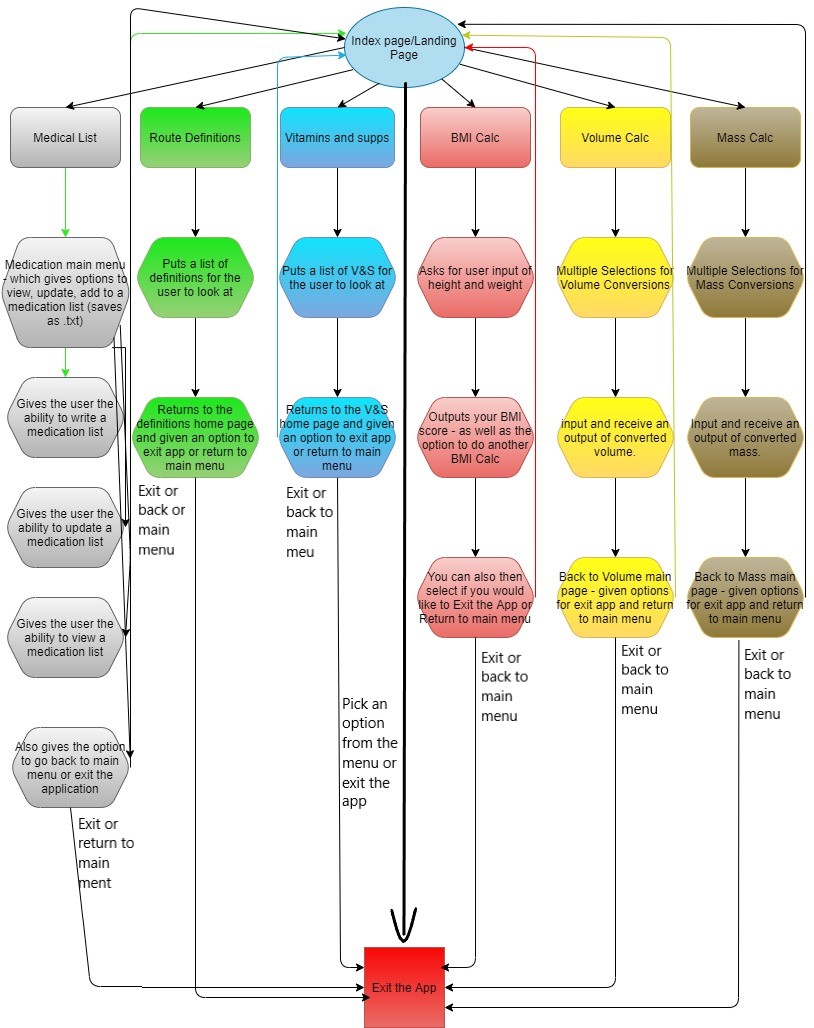 Index page/Landing
Page
Medical List
Route Definitions
Vitamins and supps
BMI Calc
Volume Calc
Mass Calc
Medication main menu
- which gives options to
view, update, add to a
medication list (saves
as .txt)
Puts a list of
definitions for the
user to look at
Puts a list of V&S for
the user to look at
Asks for user input of
height and weight
Multiple Selections for
Volume Conversions
Multiple Selections for
Mass Conversions
Gives the user the
ability to write a
medication list
Returns to the
definitions home page
and given an option to
exit app or return to
main menu
Returns to the V&S
home page and given
an option to exit app
or return to main
menu
Outputs your BMI
score - as well as the
option to do another
BMI Calc
input and receive an
output of converted
volume.
Input and receive an
output of converted
mass.
Exit or
back or
main
menu
Exit or
back to
main
meu
Gives the user the
ability to update a
medication list
Gives the user the
ability to view a
medication list
You can also then
select if you would
like to Exit the App or
Return to main menu
Back to Volume main
page - given options
for exit app and return
to main menu
Back to Mass main
page - given options
for exit app and return
to main menu
Exit or
back to
main
menu
Exit or
back to
main
menu
Exit or
back to
main
menu
Pick an
option
from the
menu or
exit the
app
Also gives the option
to go back to main
menu or exit the
application
Exit or
return to
main
ment
Exit the App